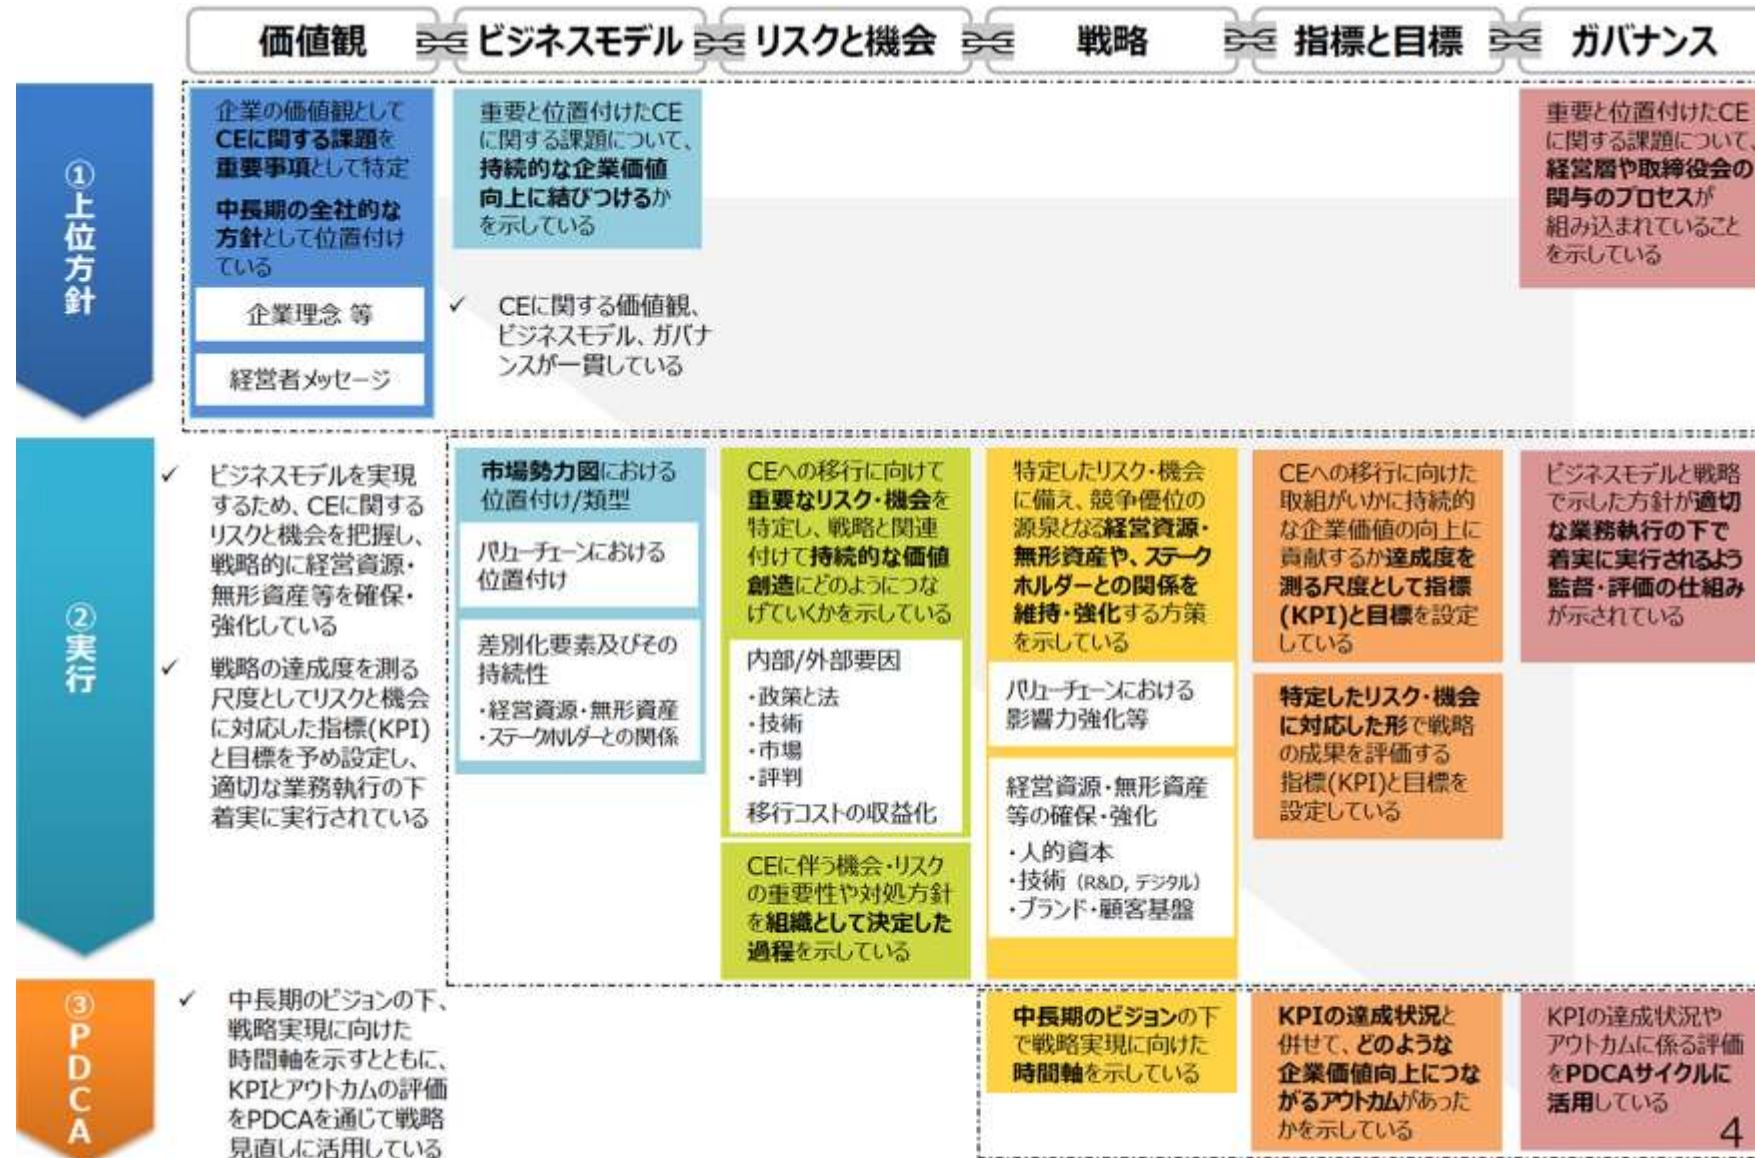 価値観
ビジネスモデル
リスクと機会
戦略
指標と目標
ガバナンス
①上位方針
企業の価値観として
CEに関する課題を
重要事項として特定
中長期の全社的な
方針として位置付け
ている
企業理念 等
経営者メッセージ
重要と位置付けたCE
に関する課題について、
持続的な企業価値
向上に結びつけるか
を示している
✓ CEに関する価値観、
ビジネスモデル、ガバナ
ンスが一貫している
重要と位置付けたCE
に関する課題について、
経営層や取締役会の
関与のプロセスが
組み込まれていること
を示している
②実行
✓ ビジネスモデルを実現
するため、CEに関する
リスクと機会を把握し、
戦略的に経営資源・
無形資産等を確保・
強化している
✓ 戦略の達成度を測る
尺度としてリスクと機会
に対応した指標(KPI)
と目標を予め設定し、
適切な業務執行の下
着実に実行されている
市場勢力図における
位置付け/類型
バリューチェーンにおける
位置付け
差別化要素及びその
持続性
・経営資源・無形資産
・ステークホルダーとの関係
CEへの移行に向けて
重要なリスク・機会を
特定し、戦略と関連
付けて持続的な価値
創造にどのようにつな
げていくかを示している
内部/外部要因
・政策と法
・技術
・市場
・評判
移行コストの収益化
CEに伴う機会・リスク
の重要性や対処方針
を組織として決定した
過程を示している
特定したリスク・機会
に備え、競争優位の
源泉となる経営資源・
無形資産や、ステーク
ホルダーとの関係を
維持・強化する方策
を示している
バリューチェーンにおける
影響力強化等
経営資源・無形資産
等の確保・強化
・人的資本
・技術 (R&D, デジタル)
・ブランド・顧客基盤
CEへの移行に向けた
取組がいかに持続的
な企業価値の向上に
貢献するか達成度を
測る尺度として指標
(KPI)と目標を設定
している
特定したリスク・機会
に対応した形で戦略
の成果を評価する
指標(KPI)と目標を
設定している
ビジネスモデルと戦略
で示した方針が適切
な業務執行の下で
着実に実行されるよう
監督・評価の仕組み
が示されている
③PDCA
✓ 中長期のビジョンの下、
戦略実現に向けた
時間軸を示すとともに、
KPIとアウトカムの評価
をPDCAを通じて戦略
見直しに活用している
中長期のビジョンの下
で戦略実現に向けた
時間軸を示している
KPIの達成状況と
併せて、どのような
企業価値向上につな
がるアウトカムがあった
かを示している
KPIの達成状況や
アウトカムに係る評価
をPDCAサイクルに
活用している
4